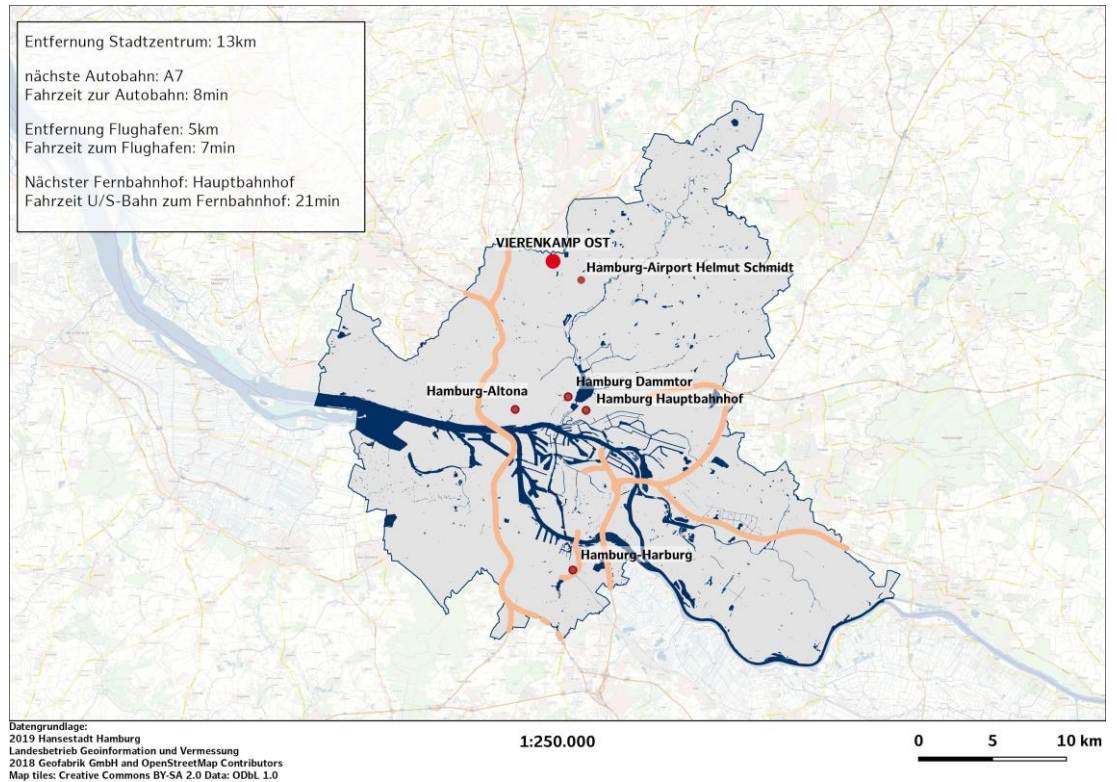 Entfernung Stadtzentrum: 13km
nächste Autobahn: A7
Fahrzeit zur Autobahn: 8min
Entfernung Flughafen: 5km
Fahrzeit zum Flughafen: 7min
Nächster Fernbahnhof: Hauptbahnhof
Fahrzeit U/S-Bahn zum Fernbahnhof: 21min
VIERENKAMP OST
Hamburg-Airport Helmut Schmidt
Hamburg Dammtor
Hamburg-Altona
Hamburg Hauptbahnhof
Hamburg-Harburg
Datengrundlage:
2019 Hansestadt Hamburg
Landesbetrieb Geoinformation und Vermessung
2018 Geofabrik GmbH and OpenStreetMap Contributors
Map tiles: Creative Commons BY-SA 2.0 Data: ODbL 1.0
1:250.000
0 5 10 km